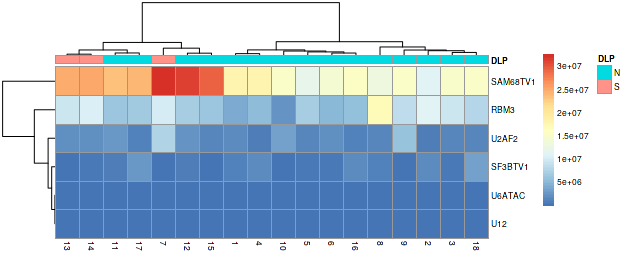 DLP
DLP
N
S
SAM68TV1
RBM3
U2AF2
SF3BTV1
U6ATAC
U12
3e+07
2.5e+07
2e+07
1.5e+07
1e+07
5e+06
13 14 11 17 7 12 15 1 4 10 5 6 16 8 9 2 3 18